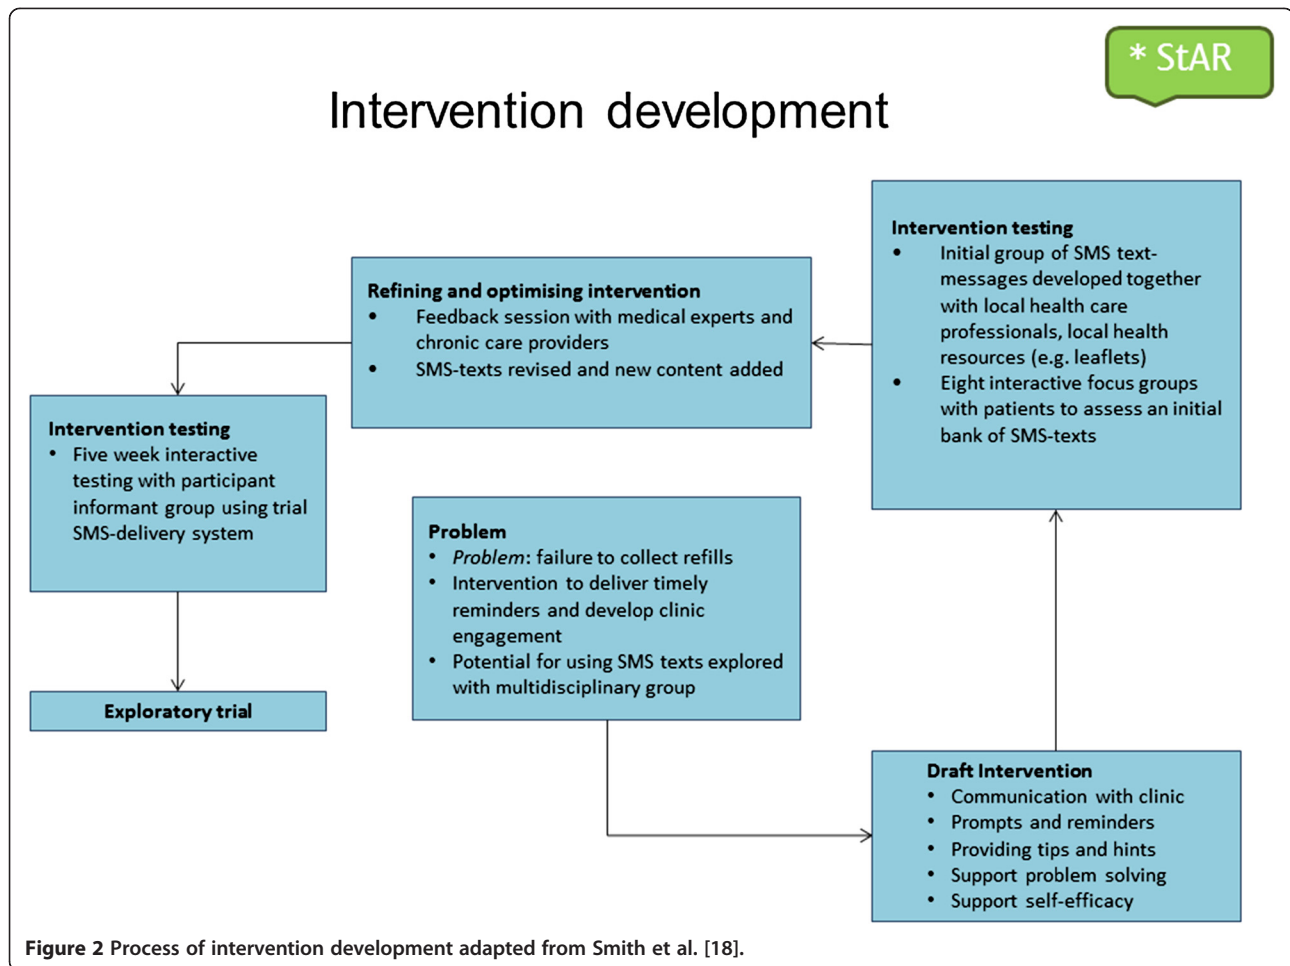 * StAR
Intervention development
Intervention testing
• Initial group of SMS text-
messages developed together
with local health care
professionals, local health
resources (e.g. leaflets)
• Eight interactive focus groups
with patients to assess an initial
bank of SMS-texts
Refining and optimising intervention
• Feedback session with medical experts and
chronic care providers
• SMS-texts revised and new content added
Intervention testing
• Five week interactive
testing with participant
informant group using trial
SMS-delivery system
Exploratory trial
Problem
• Problem: failure to collect refills
• Intervention to deliver timely
reminders and develop clinic
engagement
• Potential for using SMS texts explored
with multidisciplinary group
Draft Intervention
• Communication with clinic
• Prompts and reminders
• Providing tips and hints
• Support problem solving
• Support self-efficacy
Figure 2 Process of intervention development adapted from Smith et al. [18].